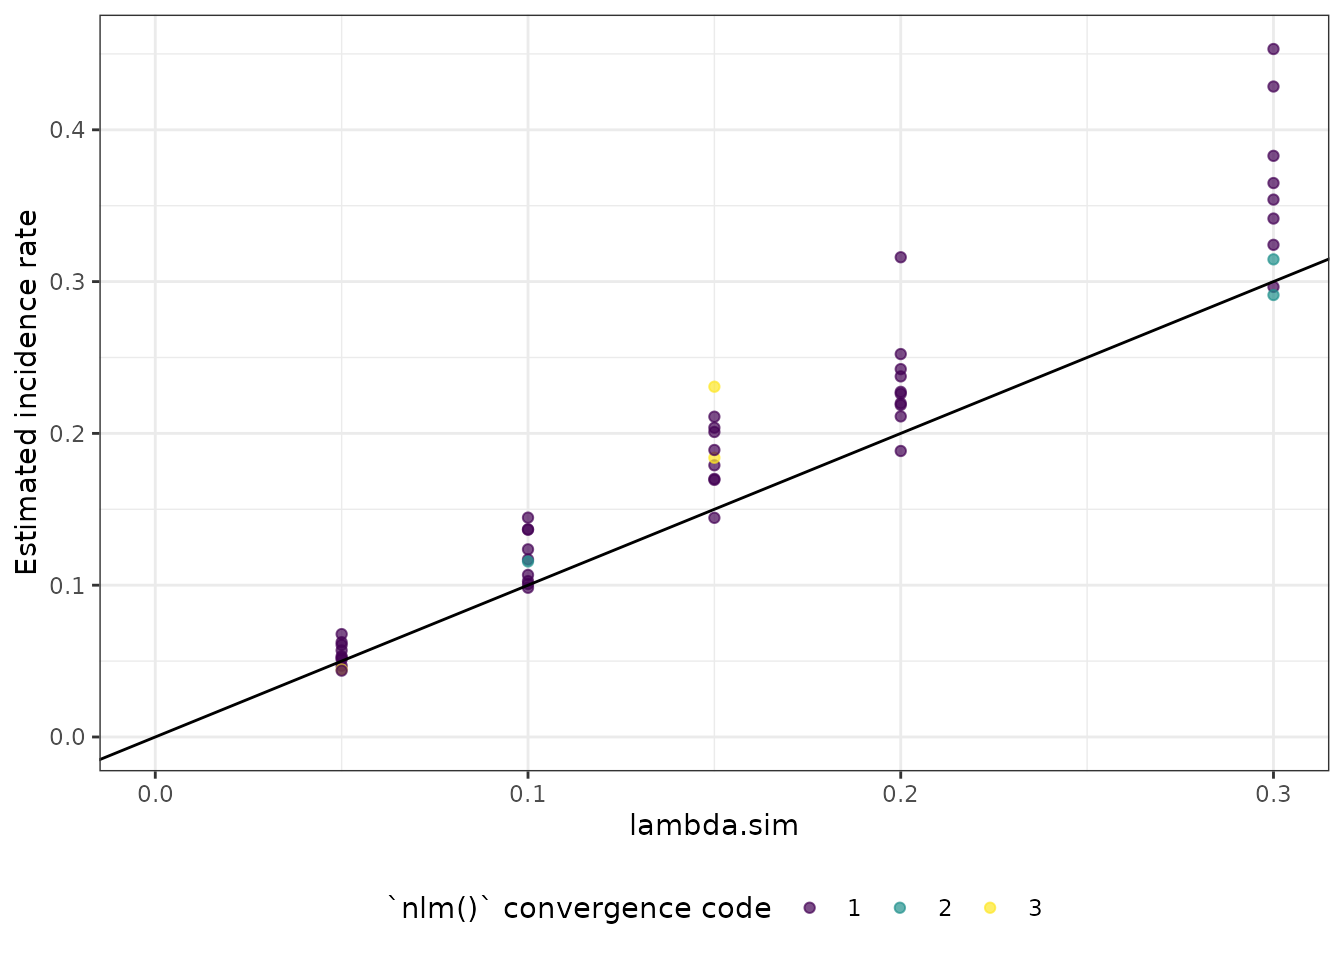 Estimated incidence rate
0.4
0.3
0.2
0.1
0.0
0.0 0.1 0.2 0.3
lambda.sim
`nlm()` convergence code 1 2 3